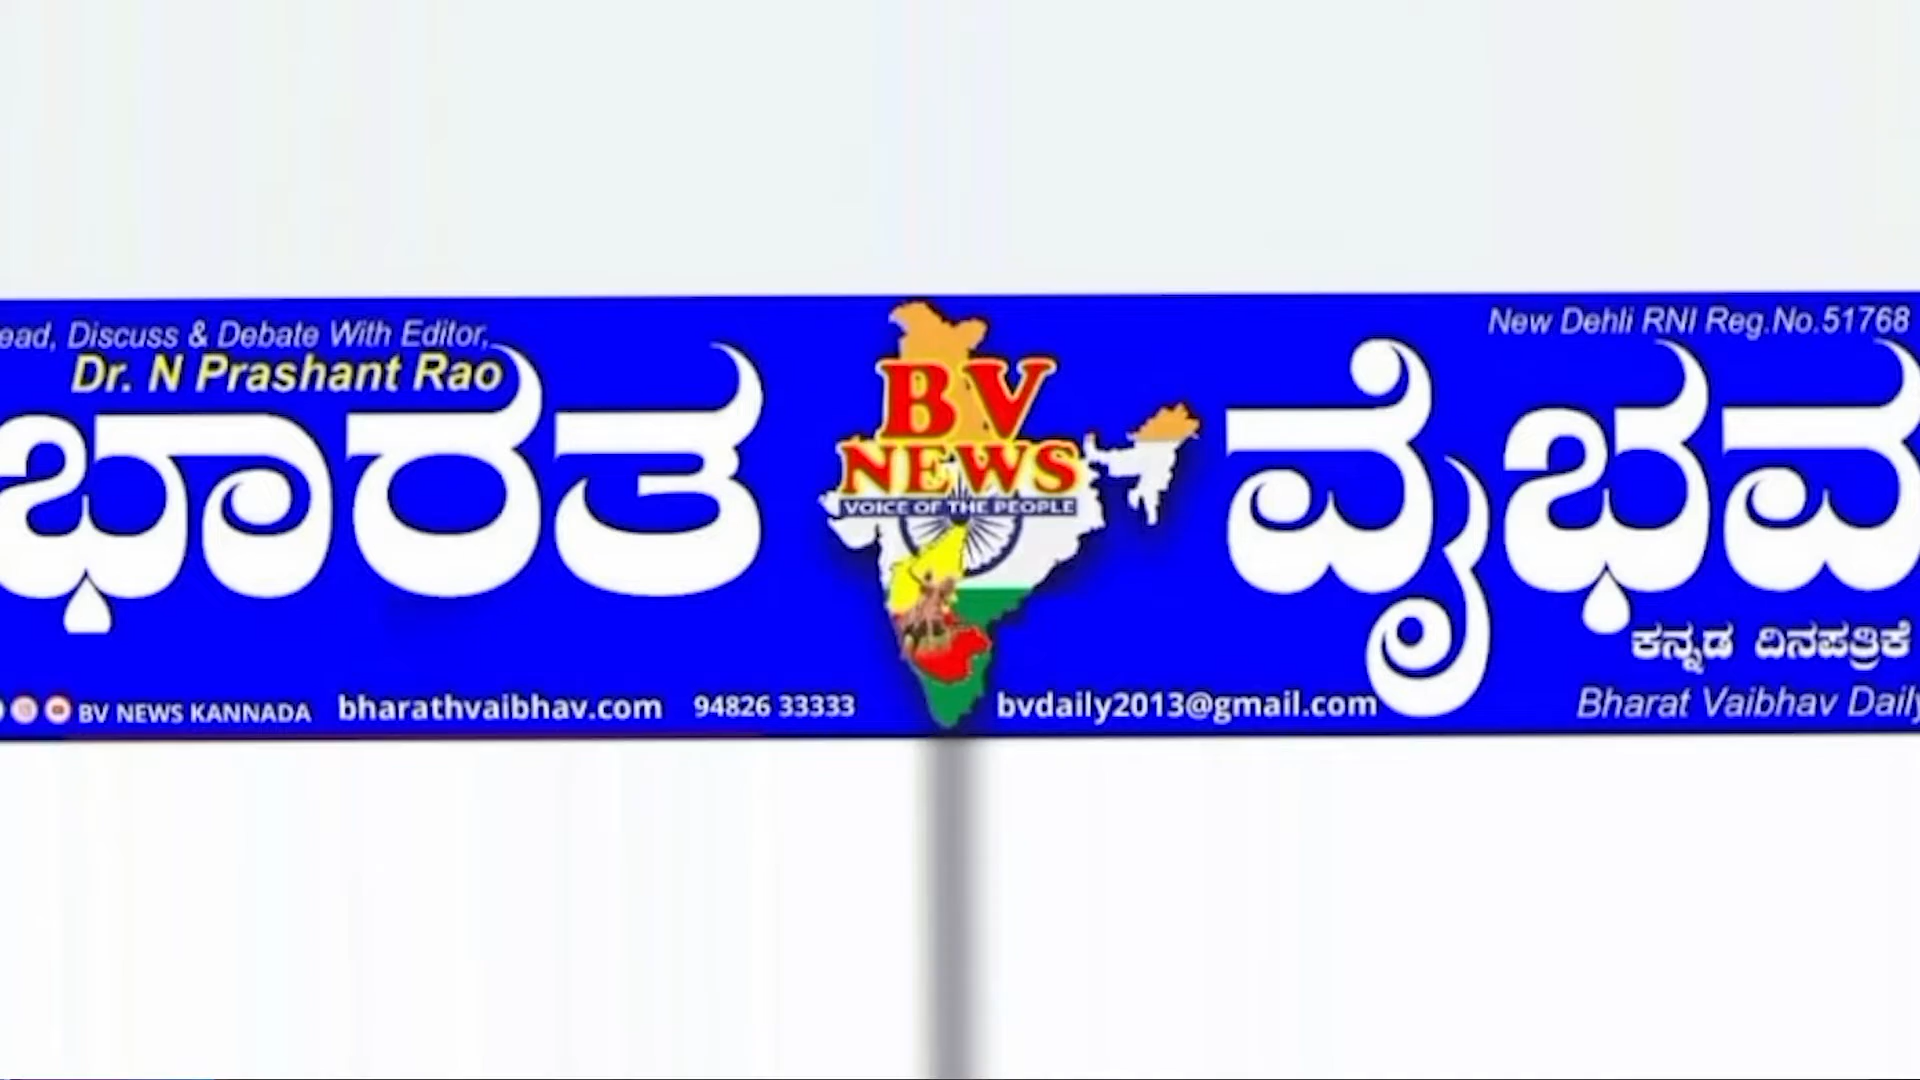 ead, Discuss & Debate With Editor,
Dr. N Prashant Rao
New Dehli RNI Reg.No.51768
ಭಾರತ
BV
NEWS
VOICE OF THE PEOPLE
ವೈಭವ
ಕನ್ನಡ ದಿನಪತ್ರಿಕೆ
BV NEWS KANNADA bharathvaibhav.com 94826 33333 bvdaily2013@gmail.com
Bharat Vaibhav Daily